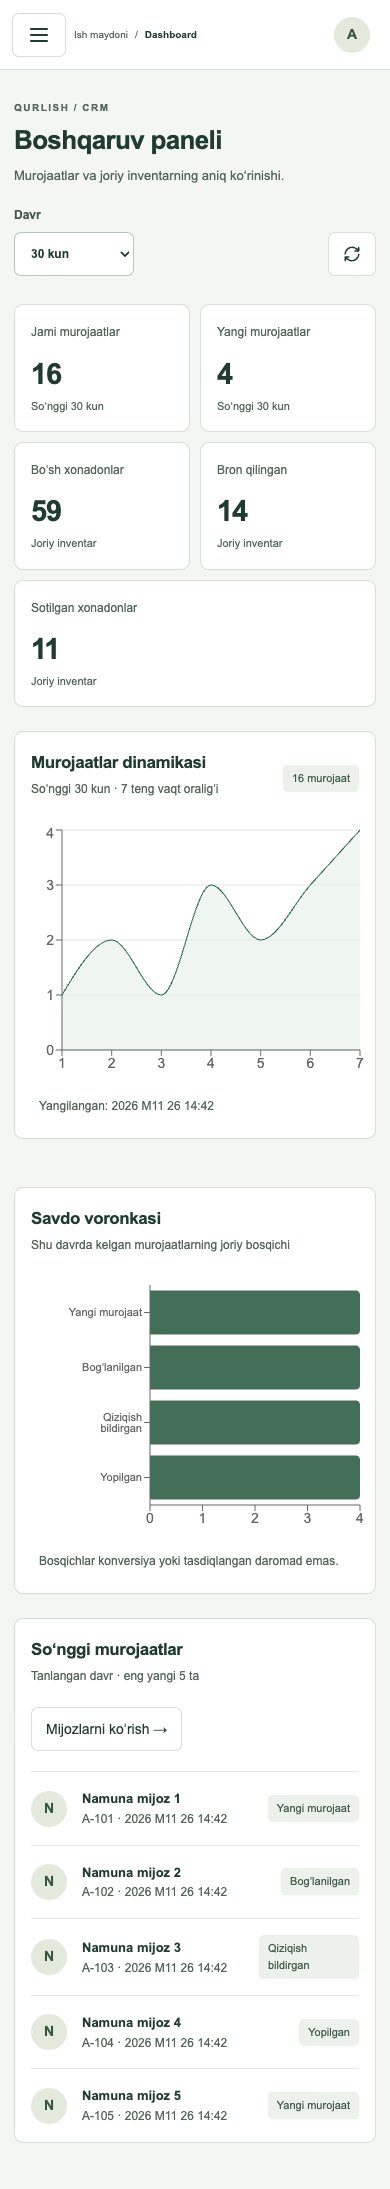 Ish maydoni / Dashboard
A
QURLISH / CRM
Boshqaruv paneli
Murojaatlar va joriy inventarning aniq ko‘rinishi.
Davr
30 kun
Jami murojaatlar
16
So‘nggi 30 kun
Yangi murojaatlar
4
So‘nggi 30 kun
Bo‘sh xonadonlar
59
Joriy inventar
Bron qilingan
14
Joriy inventar
Sotilgan xonadonlar
11
Joriy inventar
Murojaatlar dinamikasi
So‘nggi 30 kun · 7 teng vaqt oralig‘i
16 murojaat
4
3
2
1
0
1 2 3 4 5 6 7
Yangilangan: 2026 M11 26 14:42
Savdo voronkasi
Shu davrda kelgan murojaatlarning joriy bosqichi
Yangi murojaat
Bog‘lanilgan
Qiziqish
bildirgan
Yopilgan
0 1 2 3 4
Bosqichlar konversiya yoki tasdiqlangan daromad emas.
So‘nggi murojaatlar
Tanlangan davr · eng yangi 5 ta
Mijozlarni ko‘rish →
N
Namuna mijoz 1
A-101 · 2026 M11 26 14:42
Yangi murojaat
N
Namuna mijoz 2
A-102 · 2026 M11 26 14:42
Bog‘lanilgan
N
Namuna mijoz 3
A-103 · 2026 M11 26 14:42
Qiziqish
bildirgan
N
Namuna mijoz 4
A-104 · 2026 M11 26 14:42
Yopilgan
N
Namuna mijoz 5
A-105 · 2026 M11 26 14:42
Yangi murojaat